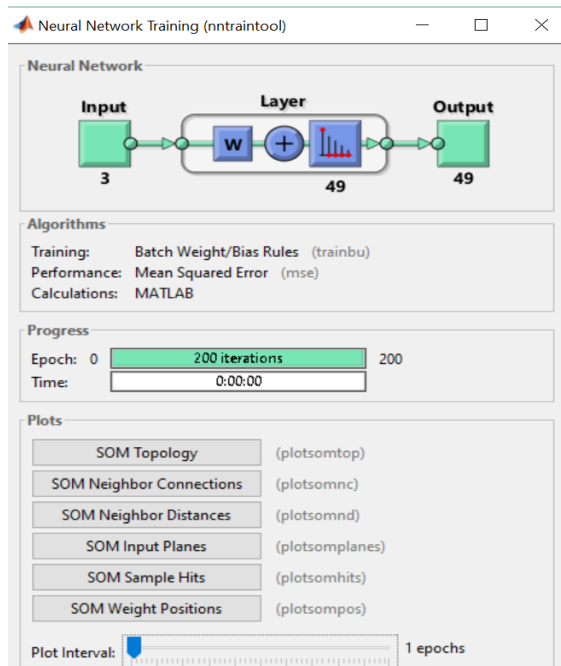 Neural Network Training (nntraintool)
Neural Network
Input Layer Output
W +
3 49 49
Algorithms
Training: Batch Weight/Bias Rules (trainbu)
Performance: Mean Squared Error (mse)
Calculations: MATLAB
Progress
Epoch: 0 200 iterations 200
Time: 0:00:00
Plots
SOM Topology (plotsomtop)
SOM Neighbor Connections (plotsomnc)
SOM Neighbor Distances (plotsomnd)
SOM Input Planes (plotsomplanes)
SOM Sample Hits (plotsomhits)
SOM Weight Positions (plotsompos)
Plot Interval: 1 epochs